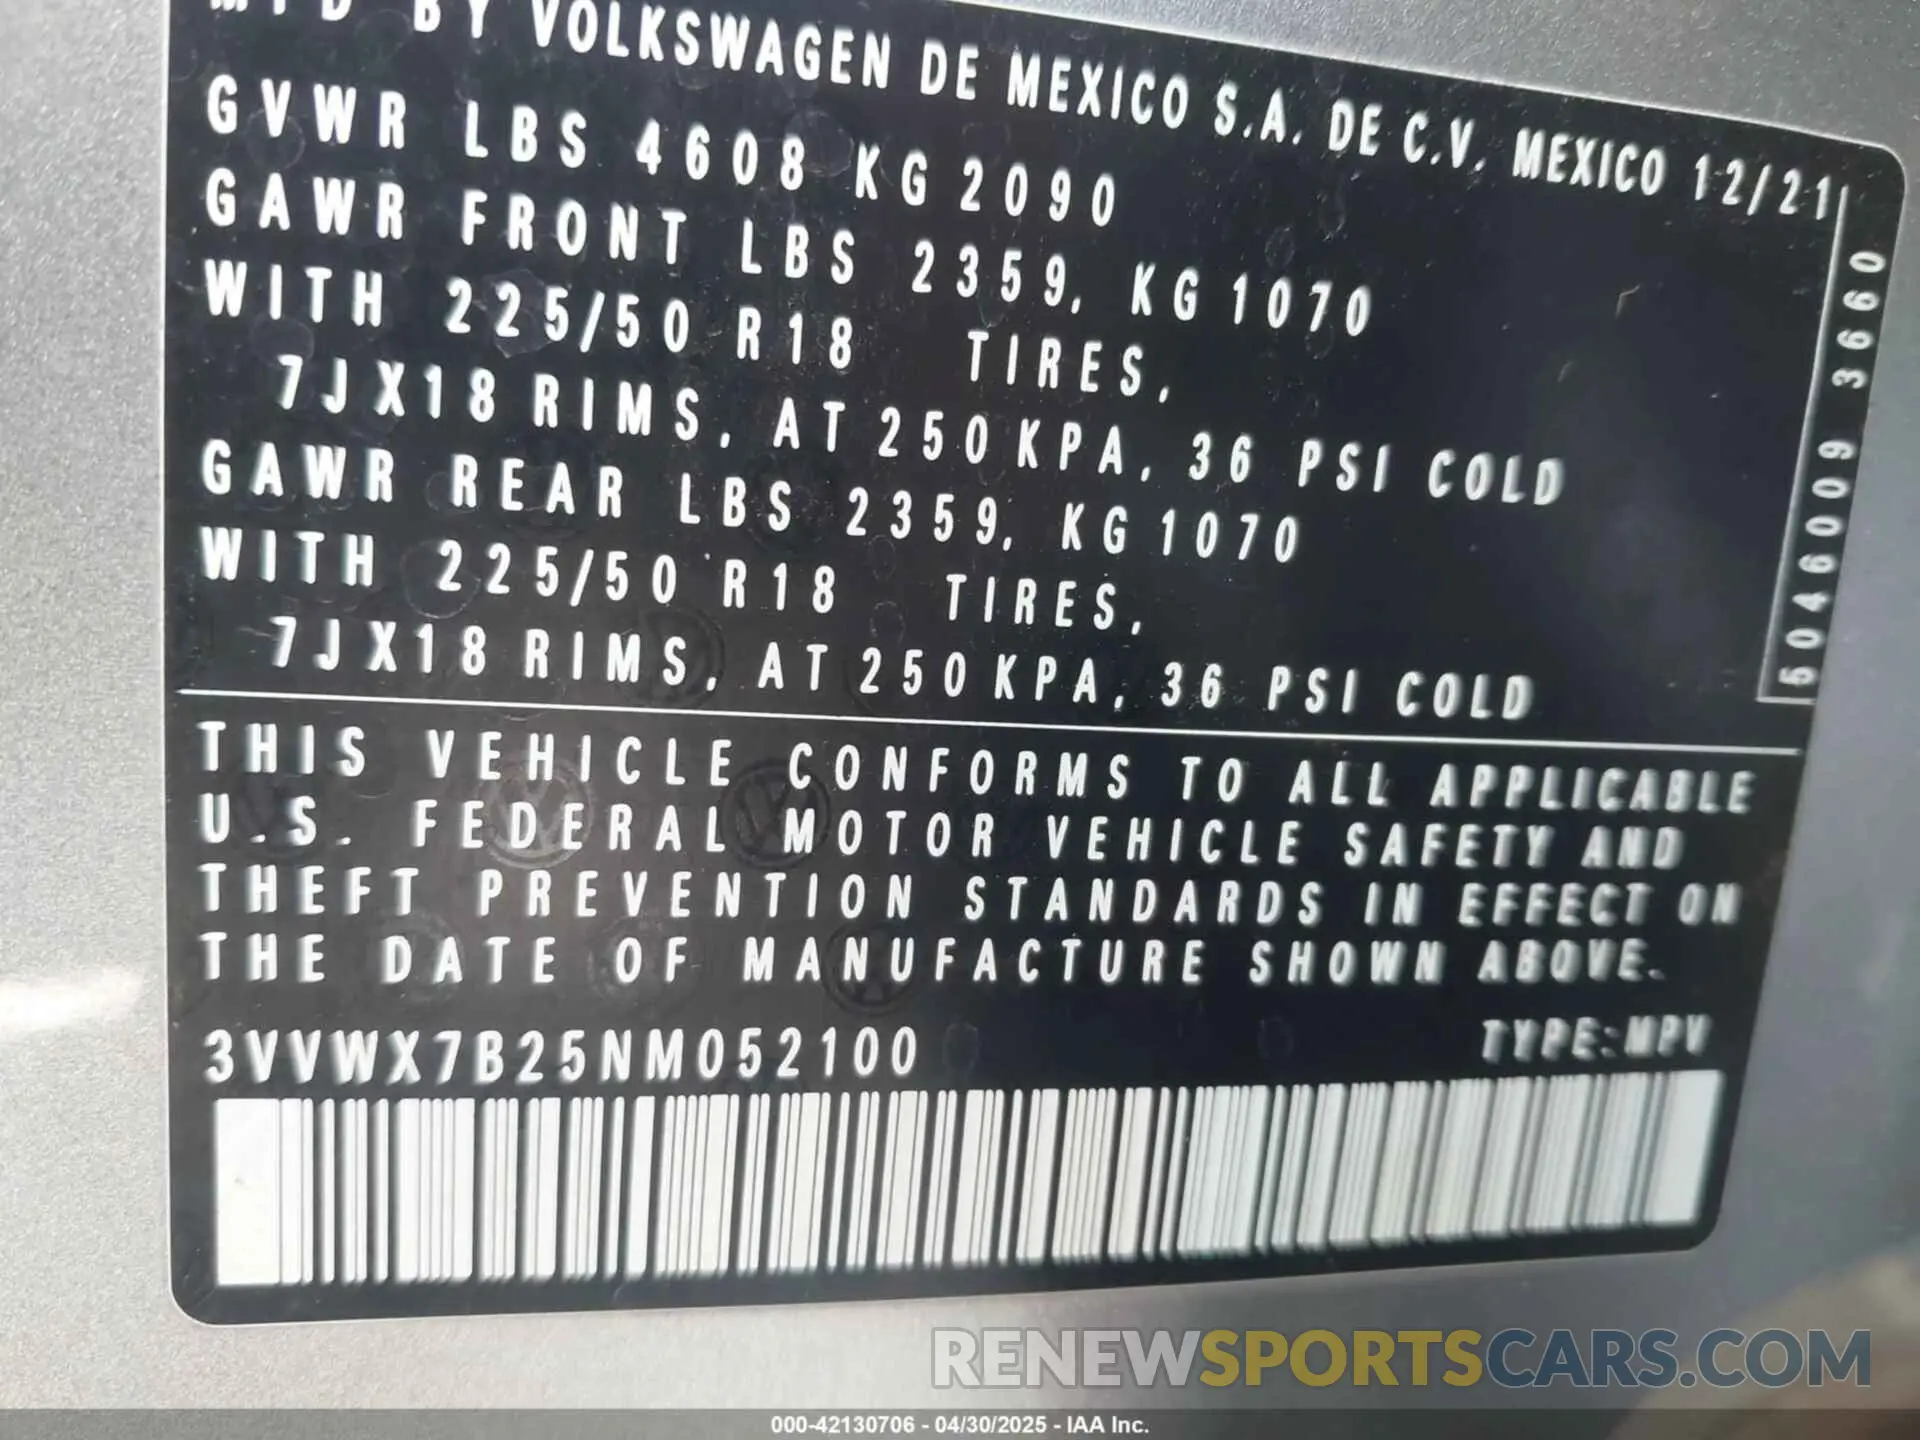 MFD BY VOLKSWAGEN DE MEXICO S.A. DE C.V. MEXICO 12/21
GVWR LBS 4608 KG 2090
GAWR FRONT LBS 2359, KG 1070
WITH 225/50 R18 TIRES,
7JX18 RIMS, AT 250 KPA, 36 PSI COLD
GAWR REAR LBS 2359, KG 1070
WITH 225/50 R18 TIRES,
7JX18 RIMS, AT 250 KPA, 36 PSI COLD
5046009 3660
THIS VEHICLE CONFORMS TO ALL APPLICABLE
U.S. FEDERAL MOTOR VEHICLE SAFETY AND
THEFT PREVENTION STANDARDS IN EFFECT ON
THE DATE OF MANUFACTURE SHOWN ABOVE.
3VVWX7B25NM052100 TYPE:MPV
RENEWSPORTSCARS.COM
000-42130706 - 04/30/2025 - IAA Inc.